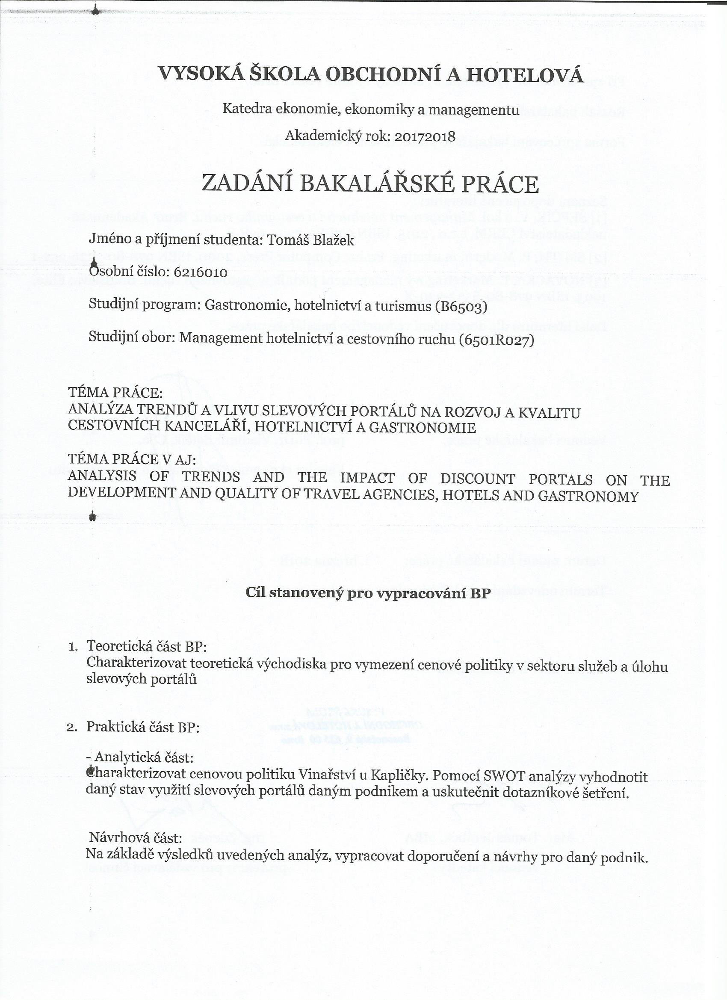 VYSOKÁ ŠKOLA OBCHODNÍ A HOTELOVÁ
Katedra ekonomie, ekonomiky a managementu
Akademický rok: 20172018
ZADÁNÍ BAKALÁŘSKÉ PRÁCE
Jméno a příjmení studenta: Tomáš Blažek
Osobní číslo: 6216010
Studijní program: Gastronomie, hotelnictví a turismus (B6503)
Studijní obor: Management hotelnictví a cestovního ruchu (6501R027)
TÉMA PRÁCE:
ANALÝZA TRENDŮ A VLIVU SLEVOVÝCH PORTÁLŮ NA ROZVOJ A KVALITU
CESTOVNÍCH KANCELÁŘÍ, HOTELNICTVÍ A GASTRONOMIE
TÉMA PRÁCE V AJ:
ANALYSIS OF TRENDS AND THE IMPACT OF DISCOUNT PORTALS ON THE
DEVELOPMENT AND QUALITY OF TRAVEL AGENCIES, HOTELS AND GASTRONOMY
Cíl stanovený pro vypracování BP
1. Teoretická část BP:
Charakterizovat teoretická východiska pro vymezení cenové politiky v sektoru služeb a úlohu
slevových portálů
2. Praktická část BP:
- Analytická část:
Charakterizovat cenovou politiku Vinařství u Kapličky. Pomocí SWOT analýzy vyhodnotit
daný stav využití slevových portálů daným podnikem a uskutečnit dotazníkové šetření.
Návrhová část:
Na základě výsledků uvedených analýz, vypracovat doporučení a návrhy pro daný podnik.